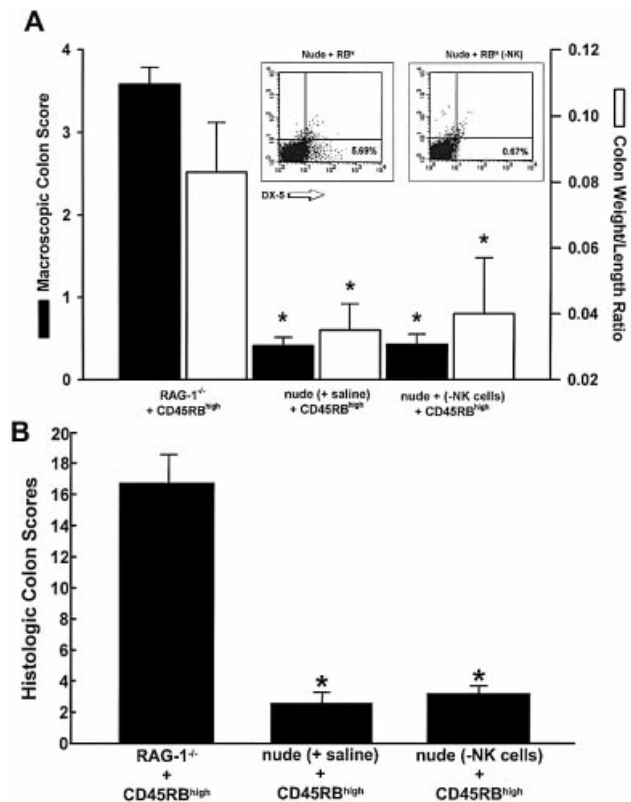 A
Macroscopic Colon Score
4
3
2
1
0
Nude + RBʰⁱ
5.69%
DX-5
Nude + RBʰⁱ (-NK)
0.67%
0.12
0.10
0.08
0.06
0.04
0.02
Colon Weight/Length Ratio
*
*
*
*
RAG-1⁻/⁻
+ CD45RBʰⁱᵍʰ
nude (+ saline)
+ CD45RBʰⁱᵍʰ
nude + (-NK cells)
+ CD45RBʰⁱᵍʰ
B
Histologic Colon Scores
20
18
16
14
12
10
8
6
4
2
0
*
*
RAG-1⁻/⁻
+
CD45RBʰⁱᵍʰ
nude (+ saline)
+
CD45RBʰⁱᵍʰ
nude (-NK cells)
+
CD45RBʰⁱᵍʰ